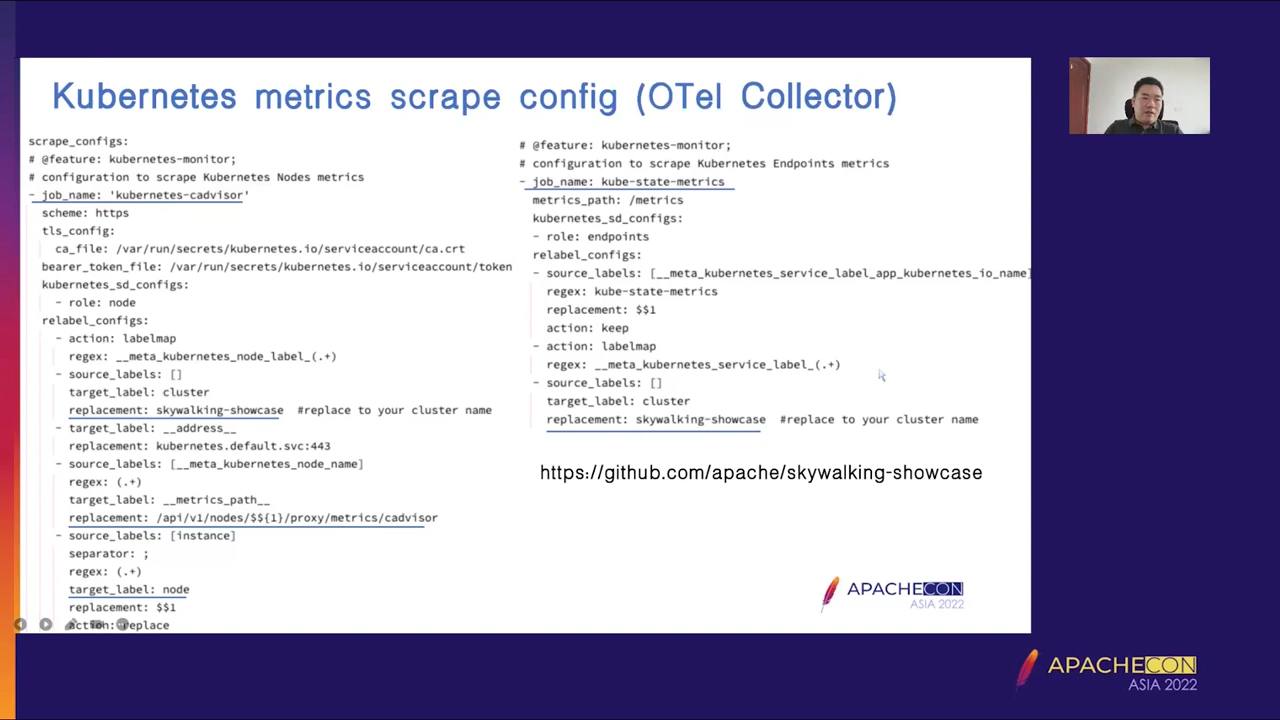 Kubernetes metrics scrape config (OTel Collector)
scrape_configs:
# @feature: kubernetes-monitor;
# configuration to scrape Kubernetes Nodes metrics
- job_name: 'kubernetes-cadvisor'
scheme: https
tls_config:
ca_file: /var/run/secrets/kubernetes.io/serviceaccount/ca.crt
bearer_token_file: /var/run/secrets/kubernetes.io/serviceaccount/token
kubernetes_sd_configs:
- role: node
relabel_configs:
- action: labelmap
regex: __meta_kubernetes_node_label_(.+)
- source_labels: []
target_label: cluster
replacement: skywalking-showcase #replace to your cluster name
- target_label: __address__
replacement: kubernetes.default.svc:443
- source_labels: [__meta_kubernetes_node_name]
regex: (.+)
target_label: __metrics_path__
replacement: /api/v1/nodes/$${1}/proxy/metrics/cadvisor
- source_labels: [instance]
separator: ;
regex: (.+)
target_label: node
replacement: $$1
action: replace
# @feature: kubernetes-monitor;
# configuration to scrape Kubernetes Endpoints metrics
- job_name: kube-state-metrics
metrics_path: /metrics
kubernetes_sd_configs:
- role: endpoints
relabel_configs:
- source_labels: [__meta_kubernetes_service_label_app_kubernetes_io_name]
regex: kube-state-metrics
replacement: $$1
action: keep
- action: labelmap
regex: __meta_kubernetes_service_label_(.+)
- source_labels: []
target_label: cluster
replacement: skywalking-showcase #replace to your cluster name
https://github.com/apache/skywalking-showcase
APACHECON
ASIA 2022
APACHECON
ASIA 2022